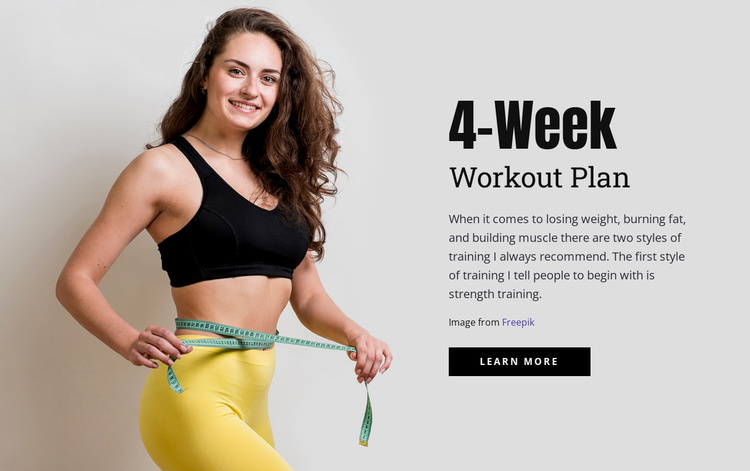 4-Week
Workout Plan
When it comes to losing weight, burning fat,
and building muscle there are two styles of
training I always recommend. The first style
of training I tell people to begin with is
strength training.
Image from Freepik
LEARN MORE